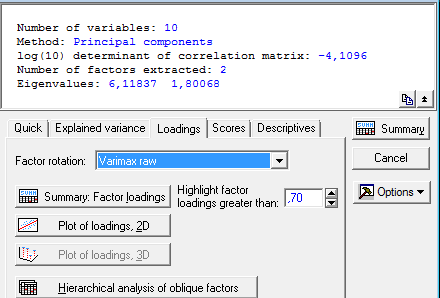 Number of variables: 10
Method: Principal components
log(10) determinant of correlation matrix: -4,1096
Number of factors extracted: 2
Eigenvalues: 6,11837 1,80068
Quick Explained variance Loadings Scores Descriptives
Summary
Cancel
Options
Factor rotation: Varimax raw
Summary: Factor loadings
Highlight factor
loadings greater than: ,70
Plot of loadings, 2D
Plot of loadings, 3D
Hierarchical analysis of oblique factors